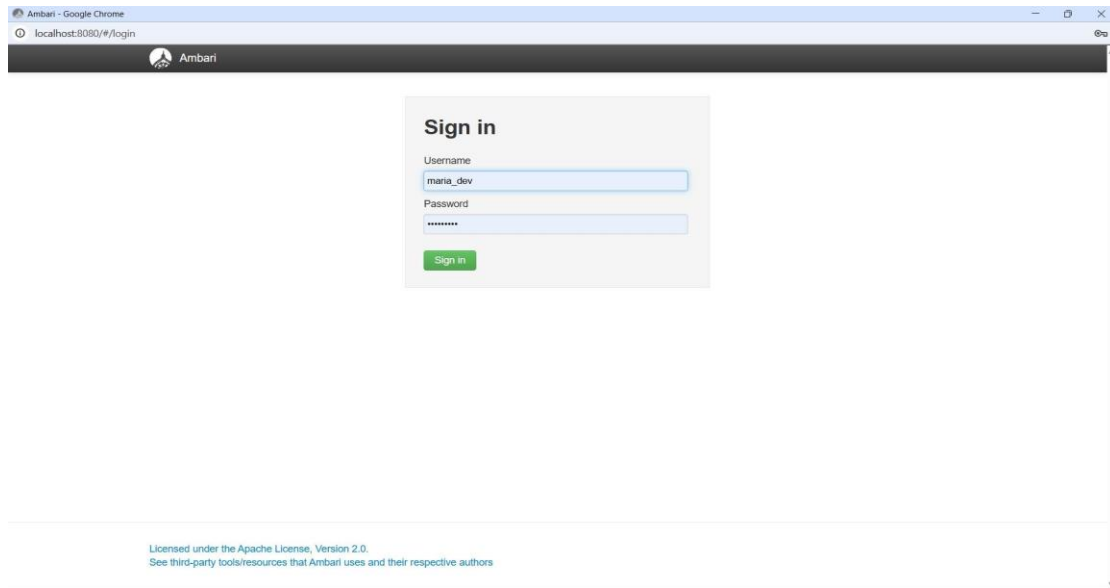 Ambari - Google Chrome
localhost:8080/#/login
Ambari
Sign in
Username
maria_dev
Password
•••••••••
Sign in
Licensed under the Apache License, Version 2.0.
See third-party tools/resources that Ambari uses and their respective authors